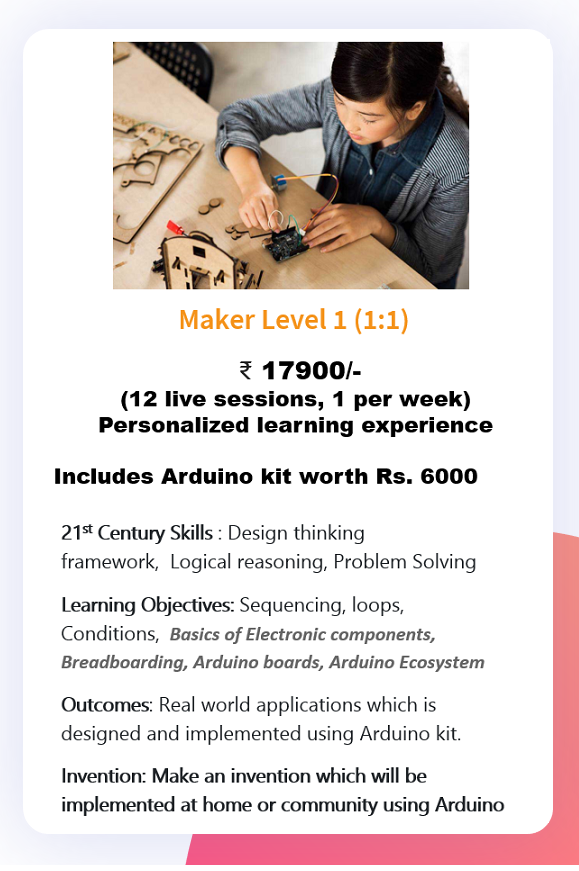 Maker Level 1 (1:1)
₹ 17900/-
(12 live sessions, 1 per week)
Personalized learning experience
Includes Arduino kit worth Rs. 6000
21st Century Skills : Design thinking
framework, Logical reasoning, Problem Solving
Learning Objectives: Sequencing, loops,
Conditions, Basics of Electronic components,
Breadboarding, Arduino boards, Arduino Ecosystem
Outcomes: Real world applications which is
designed and implemented using Arduino kit.
Invention: Make an invention which will be
implemented at home or community using Arduino